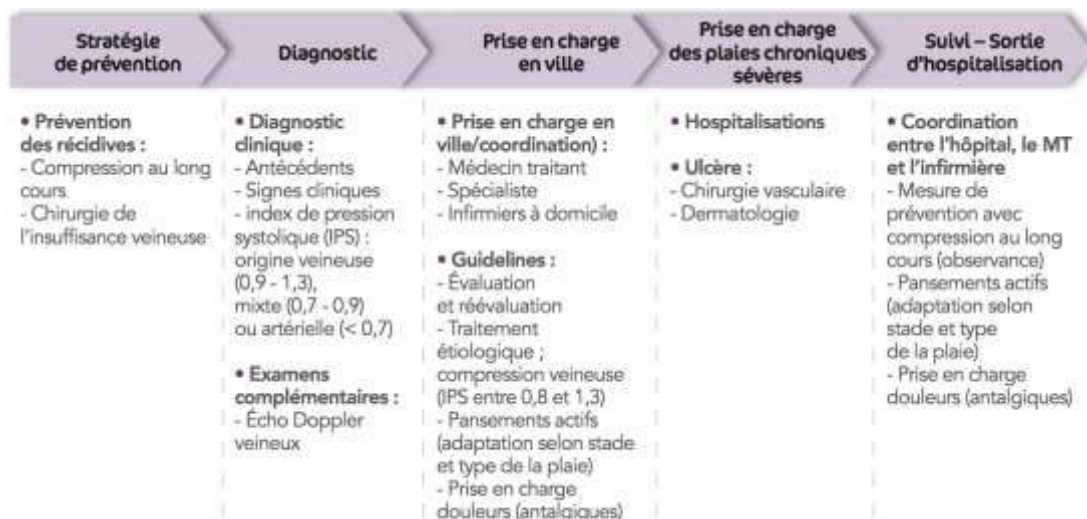 Stratégie
de prévention
Diagnostic
Prise en charge
en ville
Prise en charge
des plaies chroniques
sévères
Suivi – Sortie
d'hospitalisation
• Prévention
des récidives :
- Compression au long
cours
- Chirurgie de
l'insuffisance veineuse
• Diagnostic
clinique :
- Antécédents
- Signes cliniques
- index de pression
systolique (IPS) :
origine veineuse
(0,9 - 1,3),
mixte (0,7 - 0,9)
ou artérielle (< 0,7)
• Examens
complémentaires :
- Écho Doppler
veineux
• Prise en charge en
ville/coordination) :
- Médecin traitant
- Spécialiste
- Infirmiers à domicile
• Guidelines :
- Évaluation
et réévaluation
- Traitement
étiologique ;
compression veineuse
(IPS entre 0,8 et 1,3)
- Pansements actifs
(adaptation selon stade
et type de la plaie)
- Prise en charge
douleurs (antalgiques)
• Hospitalisations
• Ulcère :
- Chirurgie vasculaire
- Dermatologie
• Coordination
entre l'hôpital, le MT
et l'infirmière
- Mesure de
prévention avec
compression au long
cours (observance)
- Pansements actifs
(adaptation selon
stade et type
de la plaie)
- Prise en charge
douleurs (antalgiques)